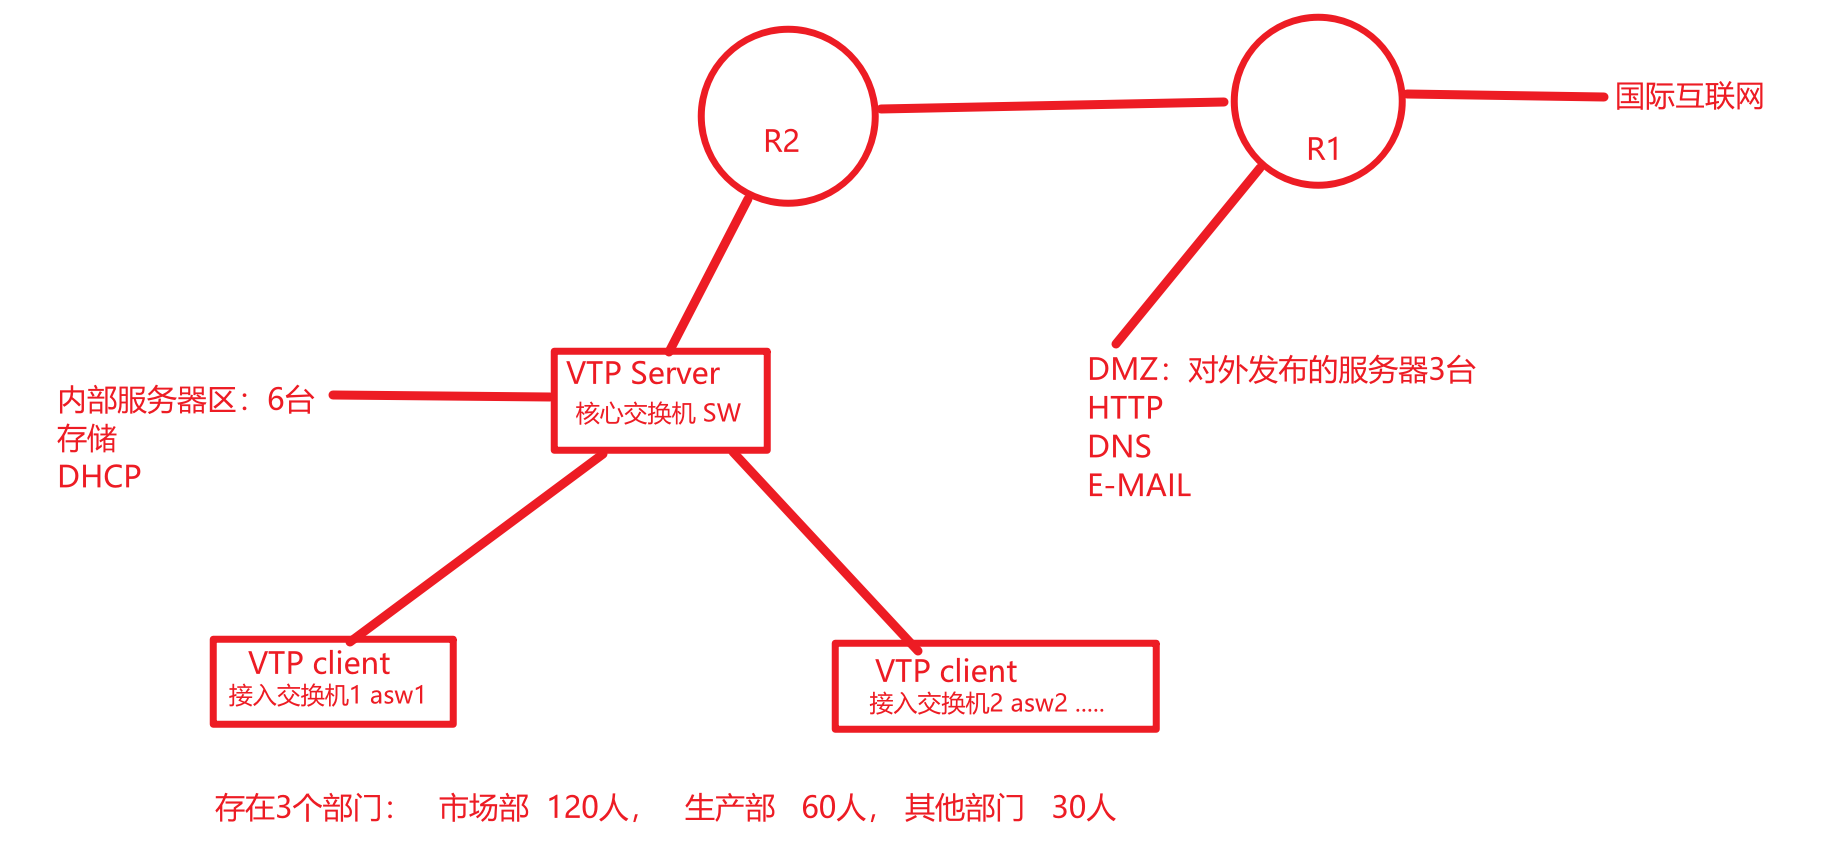 国际互联网
R2
R1
VTP Server
核心交换机 SW
内部服务器区：6台
存储
DHCP
DMZ：对外发布的服务器3台
HTTP
DNS
E-MAIL
VTP client
接入交换机1 asw1
VTP client
接入交换机2 asw2 .....
存在3个部门： 市场部 120人， 生产部 60人， 其他部门 30人